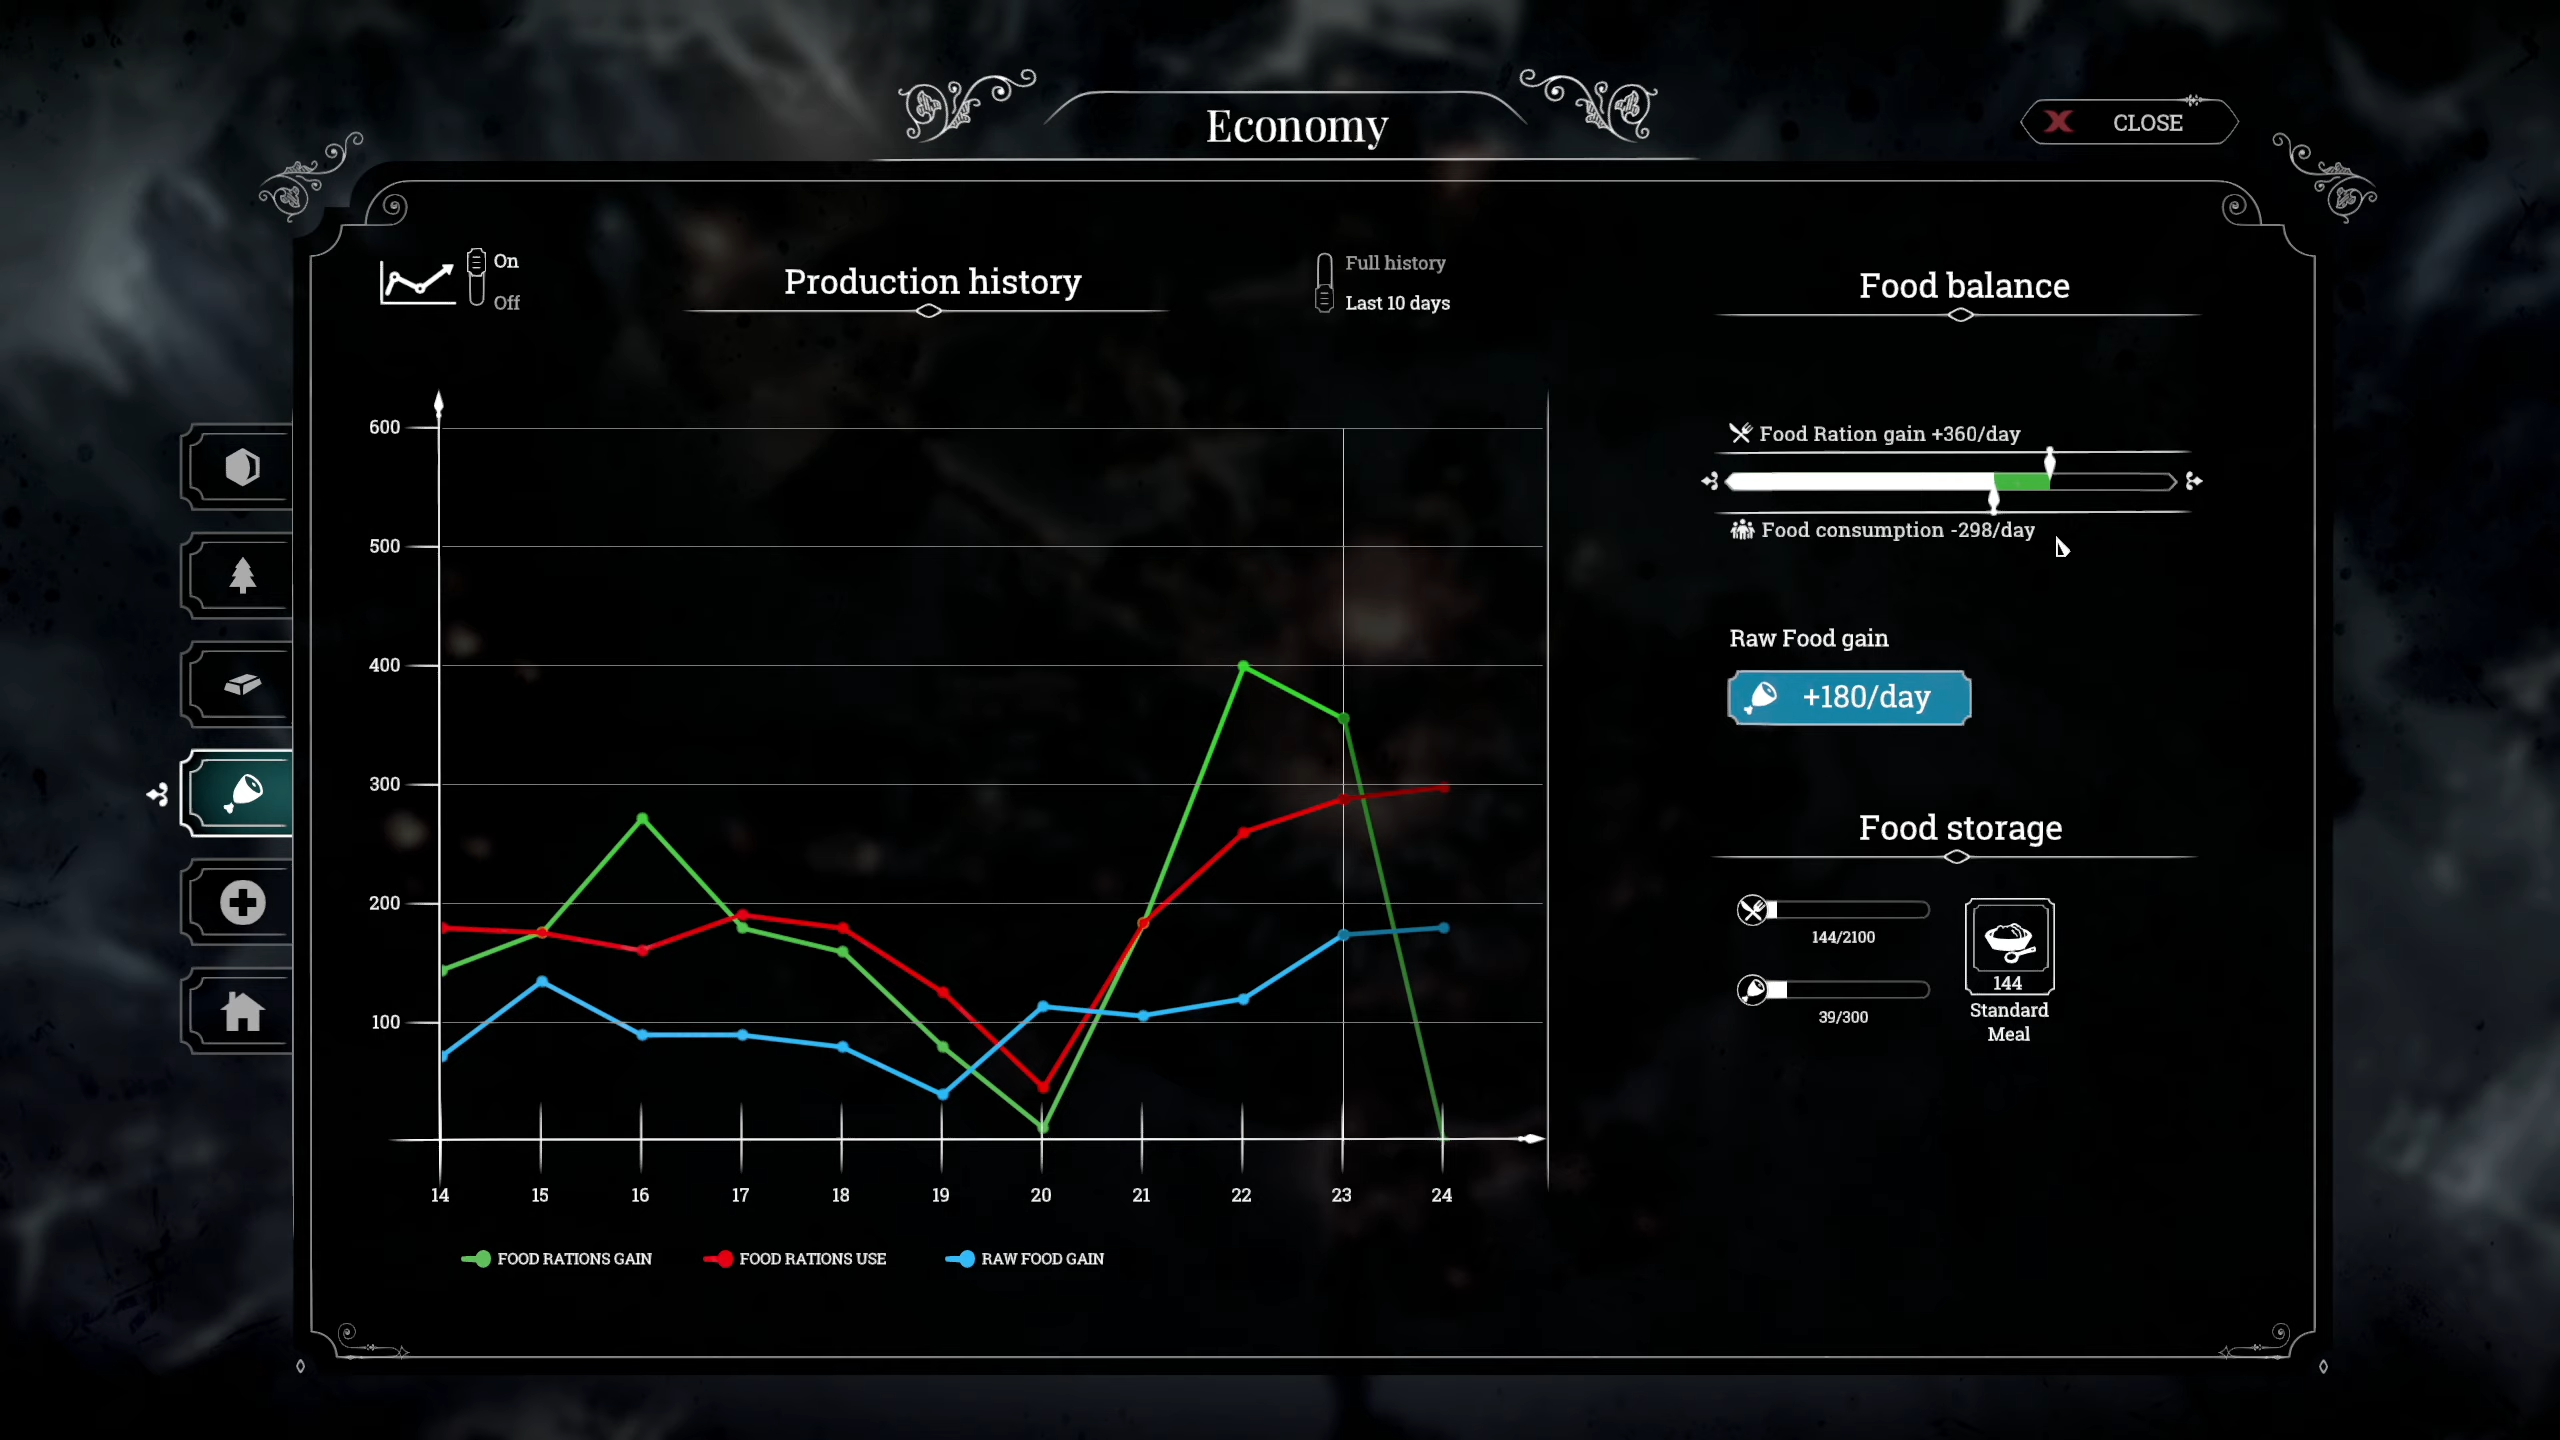 Economy
CLOSE
On
Off
Production history
Full history
Last 10 days
Food balance
600
500
400
300
200
100
14 15 16 17 18 19 20 21 22 23 24
FOOD RATIONS GAIN FOOD RATIONS USE RAW FOOD GAIN
Food Ration gain +360/day
Food consumption -298/day
Raw Food gain
+180/day
Food storage
144/2100
39/300
144
Standard
Meal